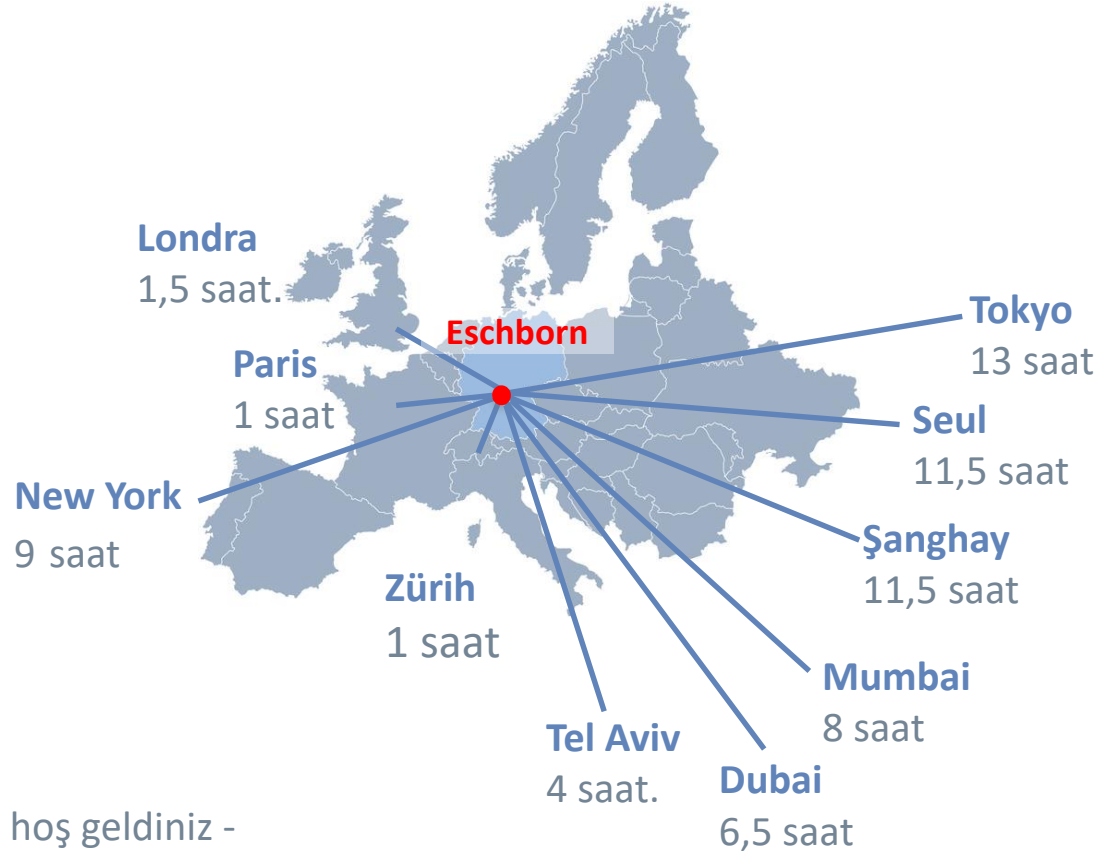 Londra
1,5 saat.
Eschborn
Tokyo
13 saat
Paris
1 saat
Seul
11,5 saat
New York
9 saat
Şanghay
11,5 saat
Zürih
1 saat
Mumbai
8 saat
Tel Aviv
4 saat.
Dubai
6,5 saat
hoş geldiniz -